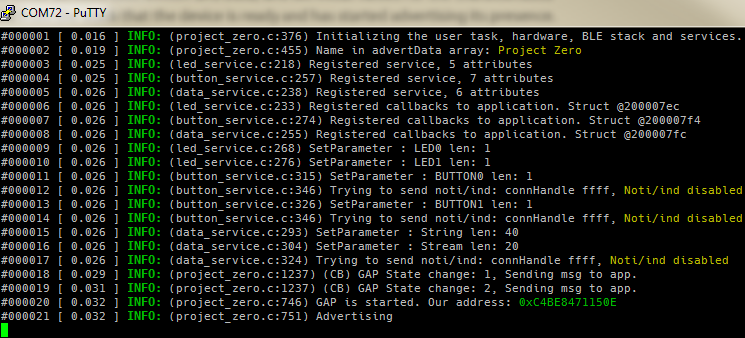 COM72 - PuTTY
#000001 [ 0.016 ] INFO: (project_zero.c:376) Initializing the user task, hardware, BLE stack and services.
#000002 [ 0.019 ] INFO: (project_zero.c:455) Name in advertData array: Project Zero
#000003 [ 0.025 ] INFO: (led_service.c:218) Registered service, 5 attributes
#000004 [ 0.025 ] INFO: (button_service.c:257) Registered service, 7 attributes
#000005 [ 0.026 ] INFO: (data_service.c:238) Registered service, 6 attributes
#000006 [ 0.026 ] INFO: (led_service.c:233) Registered callbacks to application. Struct @200007ec
#000007 [ 0.026 ] INFO: (button_service.c:274) Registered callbacks to application. Struct @200007f4
#000008 [ 0.026 ] INFO: (data_service.c:255) Registered callbacks to application. Struct @200007fc
#000009 [ 0.026 ] INFO: (led_service.c:268) SetParameter : LED0 len: 1
#000010 [ 0.026 ] INFO: (led_service.c:276) SetParameter : LED1 len: 1
#000011 [ 0.026 ] INFO: (button_service.c:315) SetParameter : BUTTON0 len: 1
#000012 [ 0.026 ] INFO: (button_service.c:346) Trying to send noti/ind: connHandle ffff, Noti/ind disabled
#000013 [ 0.026 ] INFO: (button_service.c:326) SetParameter : BUTTON1 len: 1
#000014 [ 0.026 ] INFO: (button_service.c:346) Trying to send noti/ind: connHandle ffff, Noti/ind disabled
#000015 [ 0.026 ] INFO: (data_service.c:293) SetParameter : String len: 40
#000016 [ 0.026 ] INFO: (data_service.c:304) SetParameter : Stream len: 20
#000017 [ 0.026 ] INFO: (data_service.c:324) Trying to send noti/ind: connHandle ffff, Noti/ind disabled
#000018 [ 0.029 ] INFO: (project_zero.c:1237) (CB) GAP State change: 1, Sending msg to app.
#000019 [ 0.031 ] INFO: (project_zero.c:1237) (CB) GAP State change: 2, Sending msg to app.
#000020 [ 0.032 ] INFO: (project_zero.c:746) GAP is started. Our address: 0xC4BE8471150E
#000021 [ 0.032 ] INFO: (project_zero.c:751) Advertising